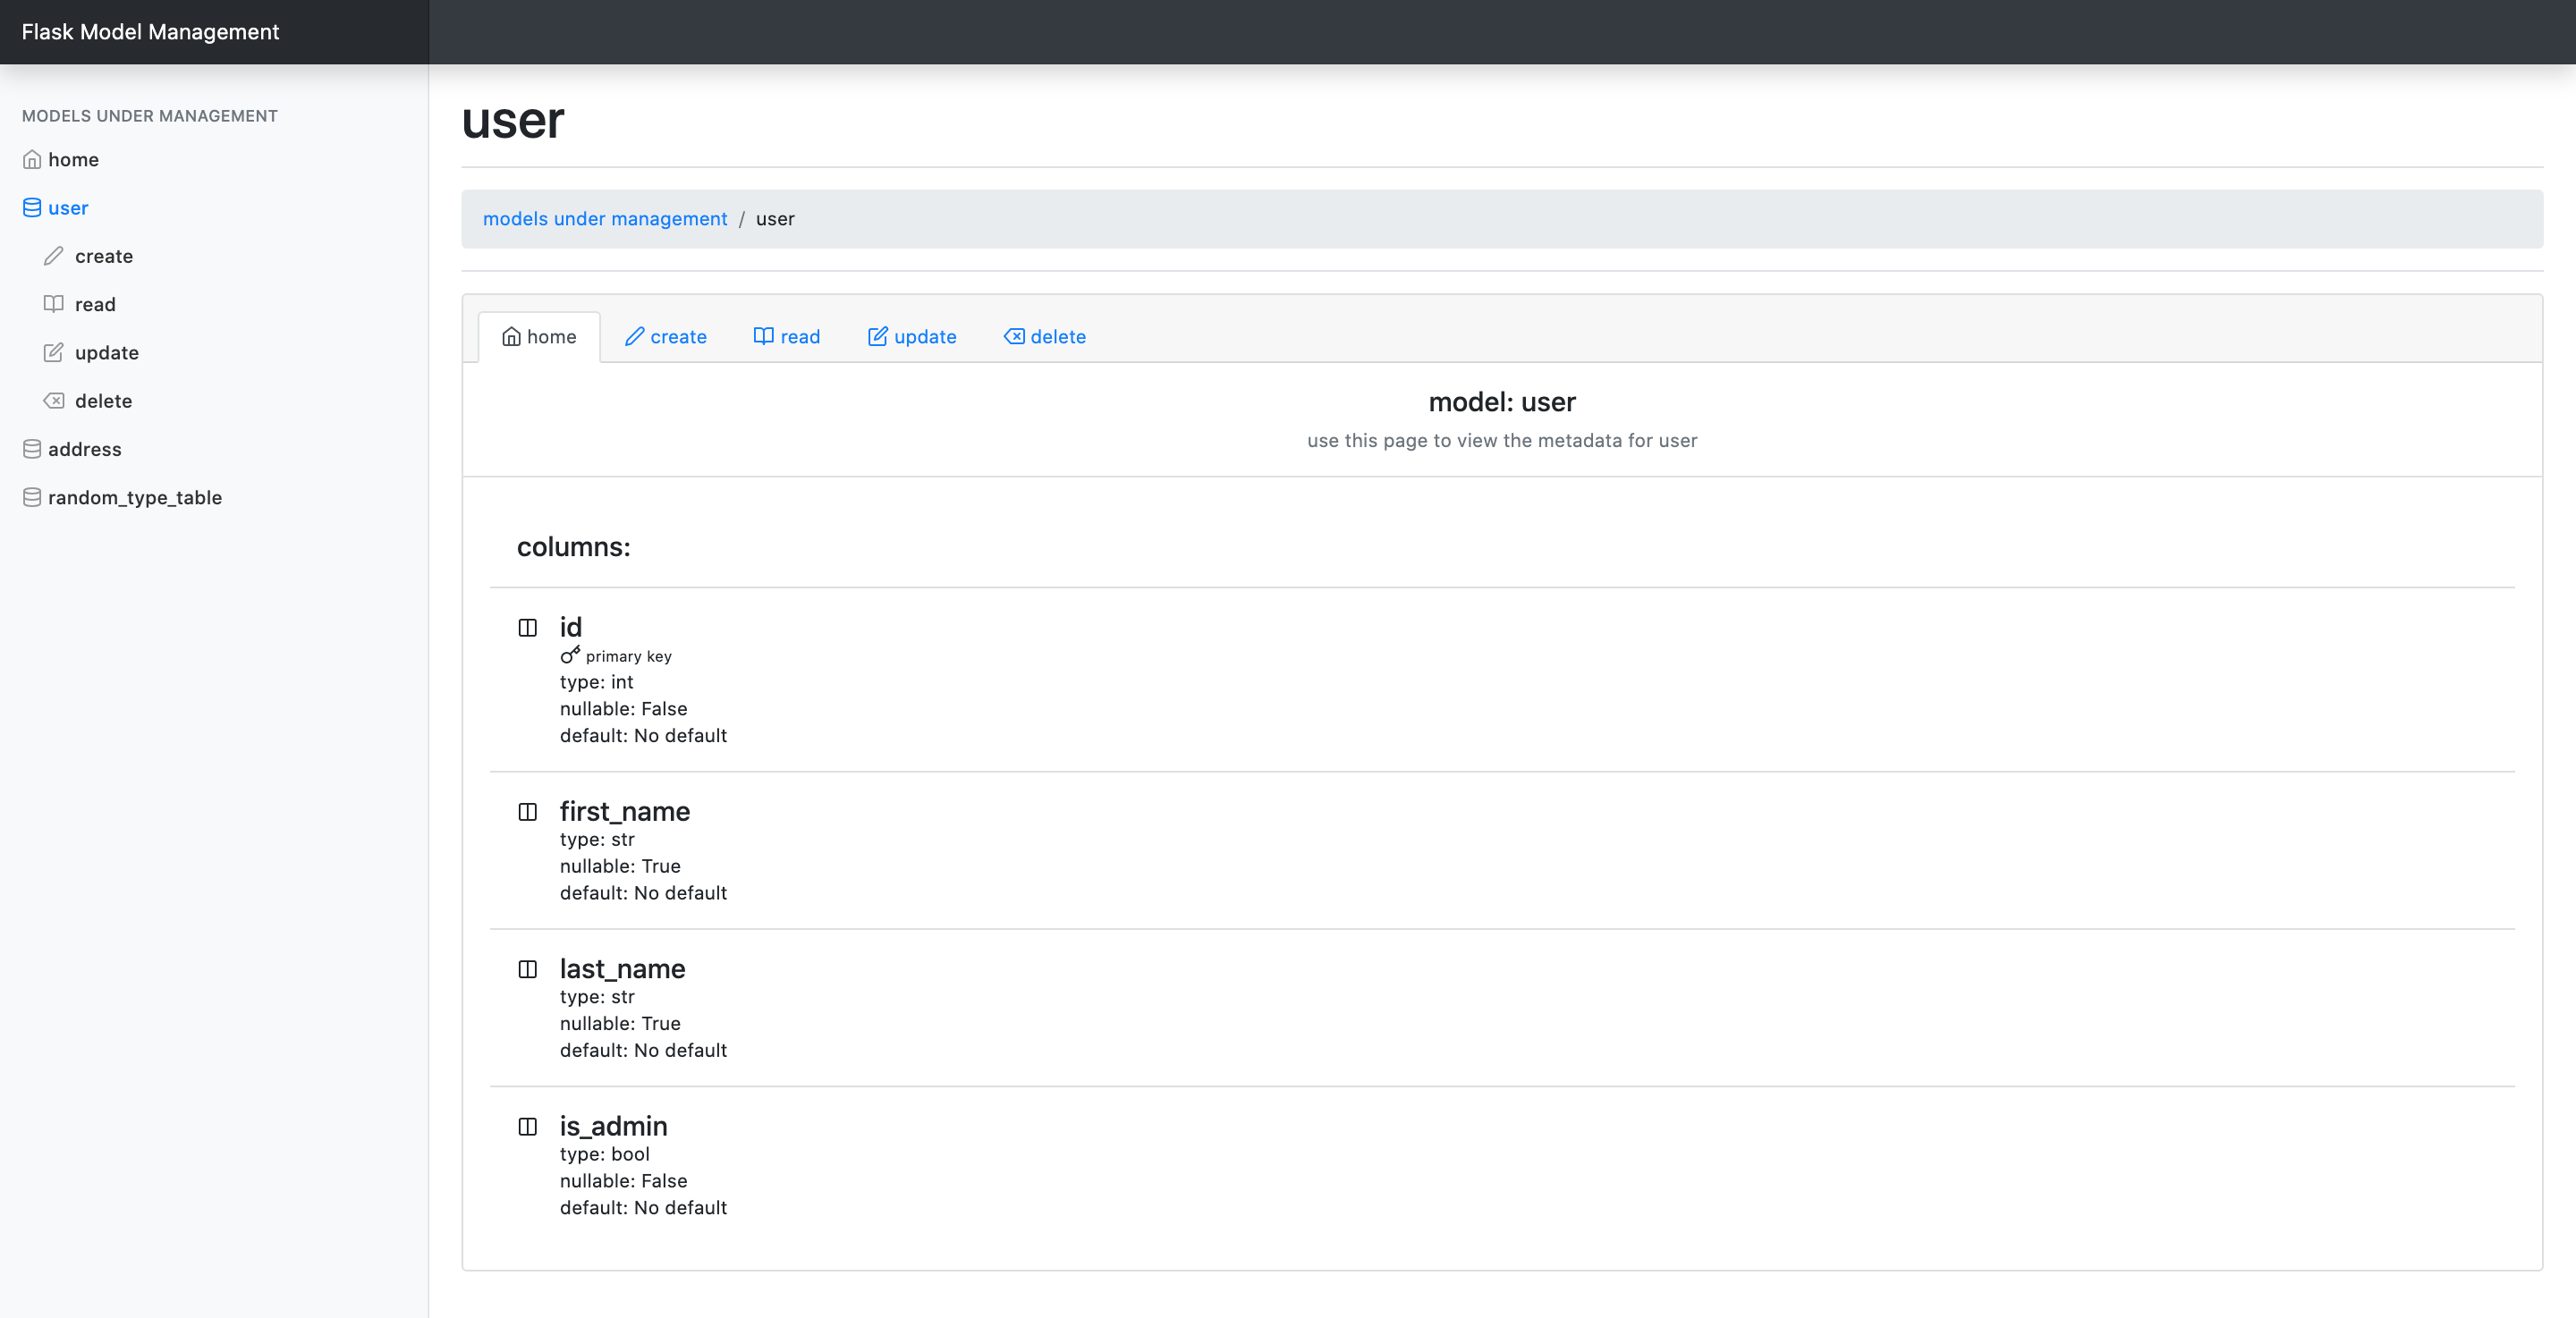 Flask Model Management
MODELS UNDER MANAGEMENT
home
user
create
read
update
delete
address
random_type_table
user
models under management / user
home create read update delete
model: user
use this page to view the metadata for user
columns:
id
primary key
type: int
nullable: False
default: No default
first_name
type: str
nullable: True
default: No default
last_name
type: str
nullable: True
default: No default
is_admin
type: bool
nullable: False
default: No default